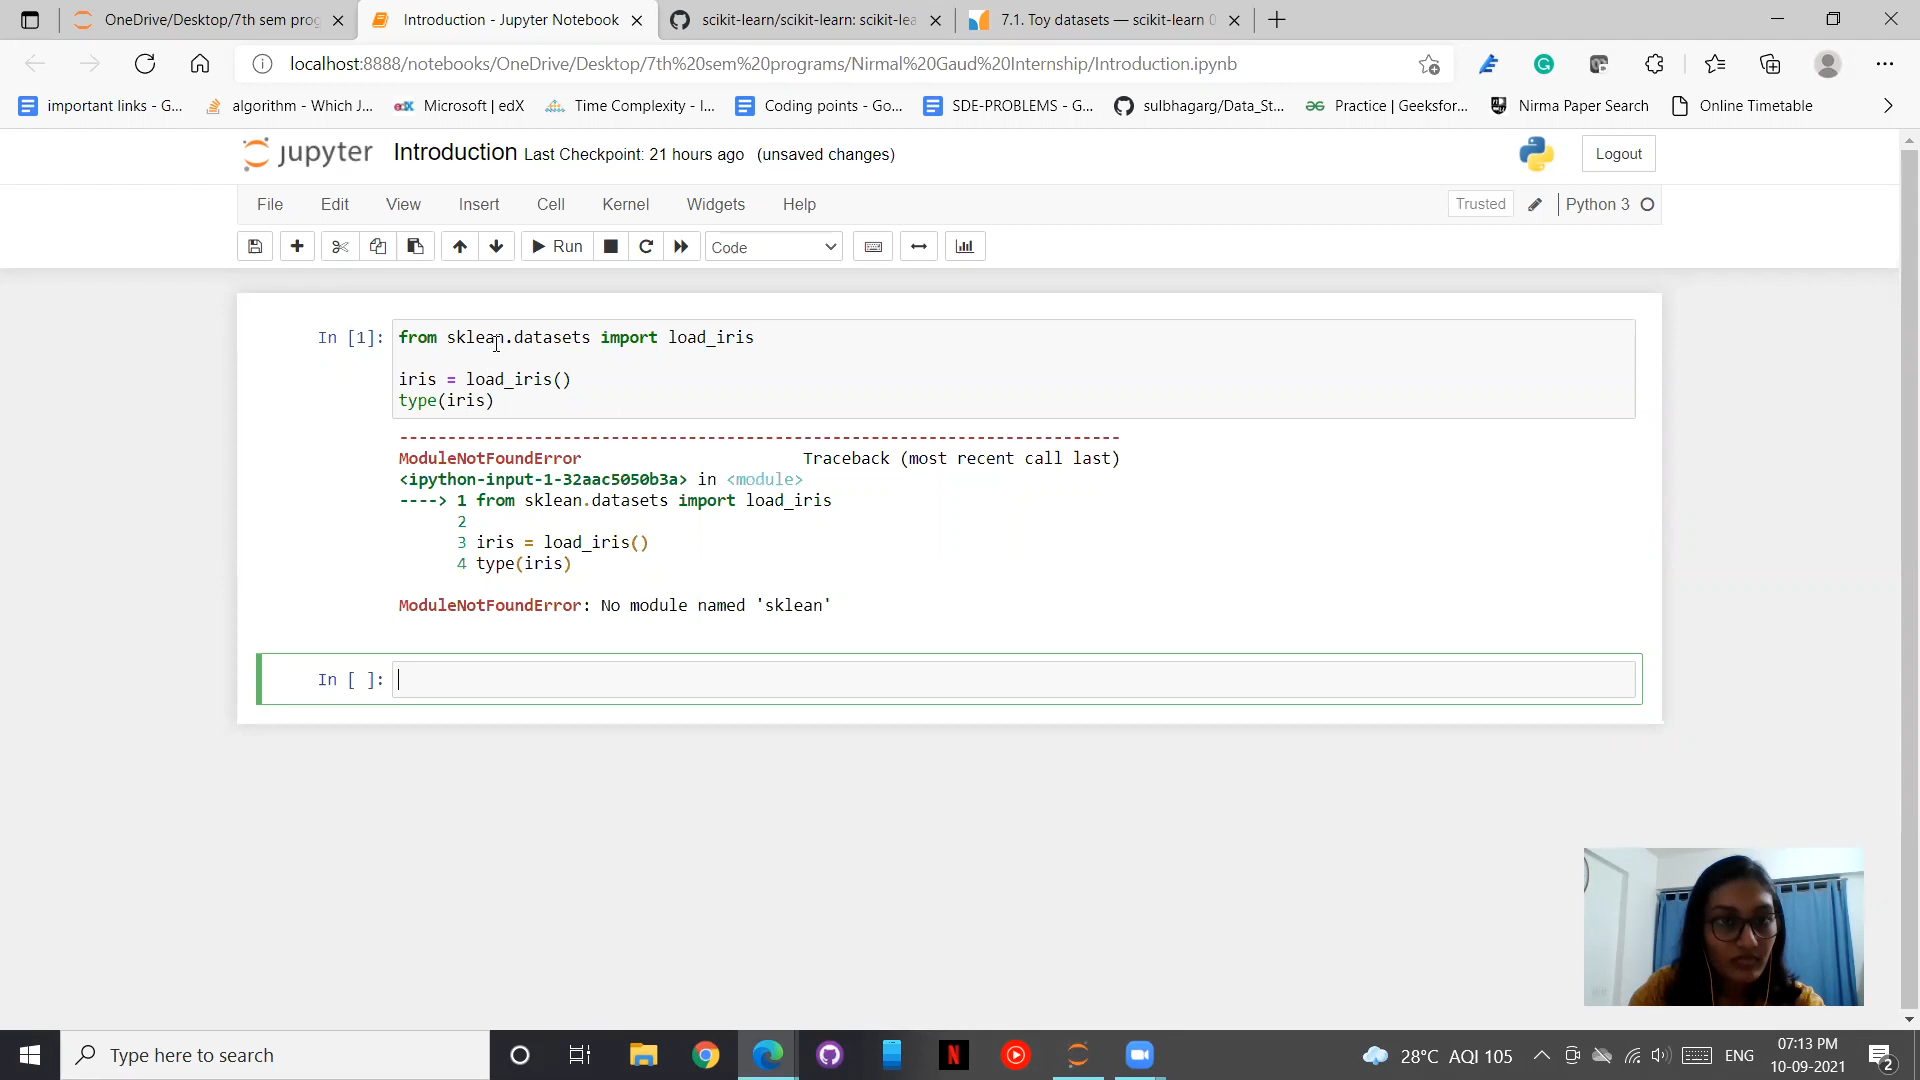 OneDrive/Desktop/7th sem prog
Introduction - Jupyter Notebook
scikit-learn/scikit-learn: scikit-lea
7.1. Toy datasets — scikit-learn 0
localhost:8888/notebooks/OneDrive/Desktop/7th%20sem%20programs/Nirmal%20Gaud%20Internship/Introduction.ipynb
important links - G...
algorithm - Which J...
edX Microsoft | edX
Time Complexity - I...
Coding points - Go...
SDE-PROBLEMS - G...
sulbhagarg/Data_St...
Practice | Geeksfor...
Nirma Paper Search
Online Timetable
jupyter Introduction Last Checkpoint: 21 hours ago (unsaved changes)
Logout
File Edit View Insert Cell Kernel Widgets Help
Trusted Python 3
Run Code
In [1]: from sklean.datasets import load_iris
iris = load_iris()
type(iris)
---------------------------------------------------------------------------
ModuleNotFoundError Traceback (most recent call last)
<ipython-input-1-32aac5050b3a> in <module>
----> 1 from sklean.datasets import load_iris
2
3 iris = load_iris()
4 type(iris)
ModuleNotFoundError: No module named 'sklean'
In [ ]:
Type here to search
N
28°C AQI 105
ENG
07:13 PM
10-09-2021
2